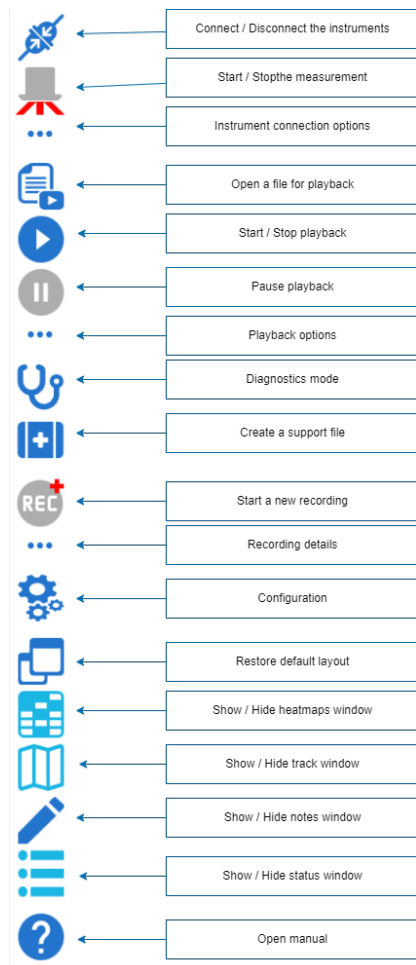 Connect / Disconnect the instruments
Start / Stopthe measurement
Instrument connection options
Open a file for playback
Start / Stop playback
Pause playback
Playback options
Diagnostics mode
Create a support file
REC
Start a new recording
Recording details
Configuration
Restore default layout
Show / Hide heatmaps window
Show / Hide track window
Show / Hide notes window
Show / Hide status window
?
Open manual